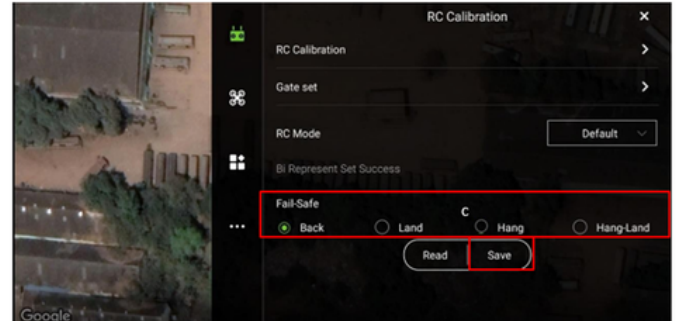 RC Calibration ×
RC Calibration >
Gate set >
RC Mode Default
Bi Represent Set Success
Fail-Safe
C
Back Land Hang Hang-Land
Read Save
Google